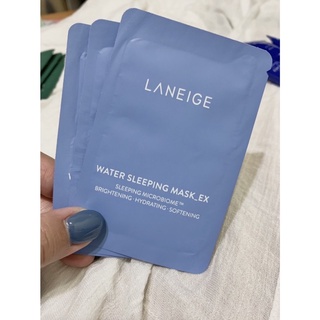 LANEIGE
WATER SLEEPING MASK_EX
SLEEPING MICROBIOME™
BRIGHTENING · HYDRATING · SOFTENING